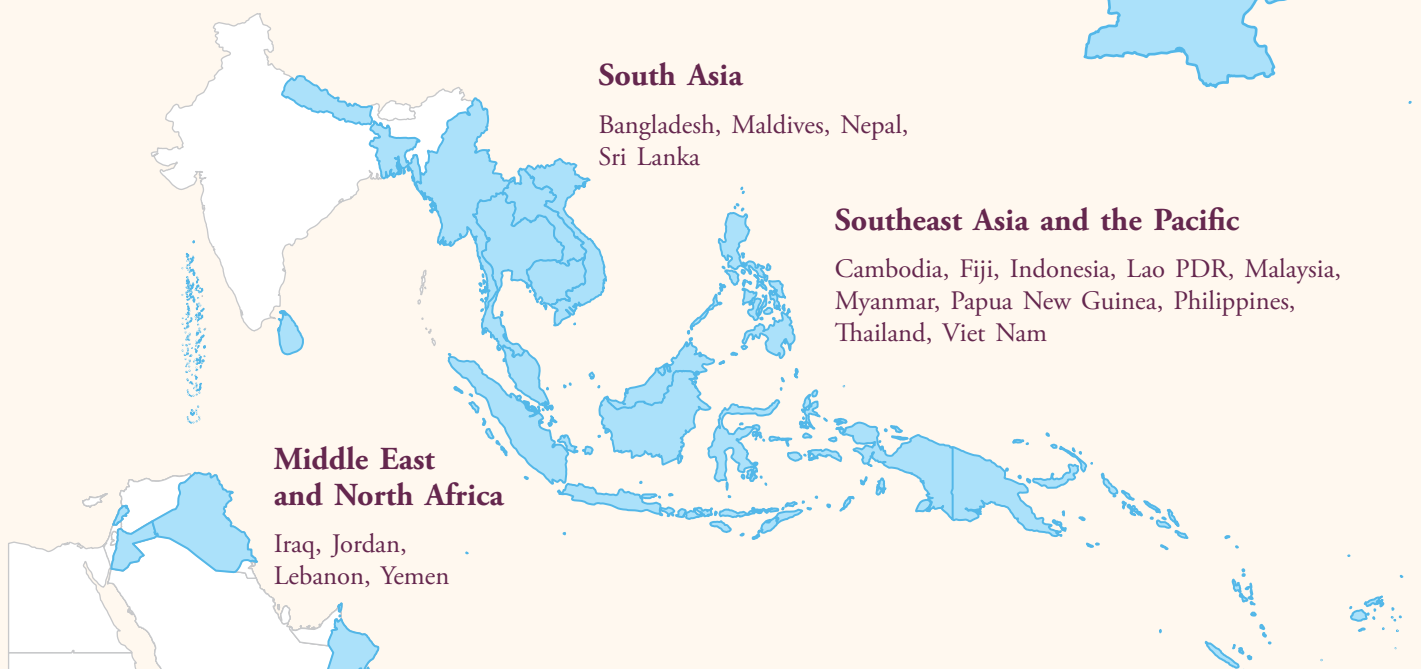 South Asia
Bangladesh, Maldives, Nepal,
Sri Lanka
Southeast Asia and the Pacific
Cambodia, Fiji, Indonesia, Lao PDR, Malaysia,
Myanmar, Papua New Guinea, Philippines,
Thailand, Viet Nam
Middle East
and North Africa
Iraq, Jordan,
Lebanon, Yemen